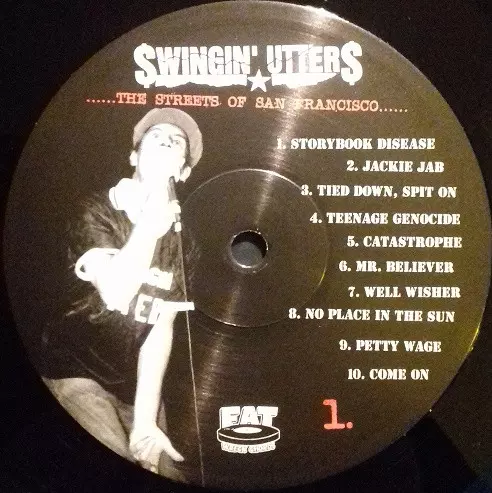 $WINGIN' UTTER$
......THE STREETS OF SAN FRANCISCO......
1. STORYBOOK DISEASE
2. JACKIE JAB
3. TIED DOWN, SPIT ON
4. TEENAGE GENOCIDE
5. CATASTROPHE
6. MR. BELIEVER
7. WELL WISHER
8. NO PLACE IN THE SUN
9. PETTY WAGE
10. COME ON
FAT
1.